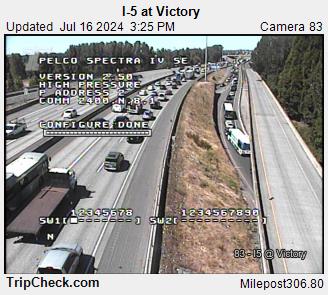 I-5 at Victory
Updated Jul 16 2024 3:25 PM
Camera 83
PELCO SPECTRA IV SE
VERSION 2.50
HIGH PRESSURE
P ADDRESS 2
COMM 2400,N,8,1
CONFIGURE DONE
12345678 1234567890
SW1[■-------] SW2[----------]
N
83 - I5 @ Victory
TripCheck.com
Milepost306.80